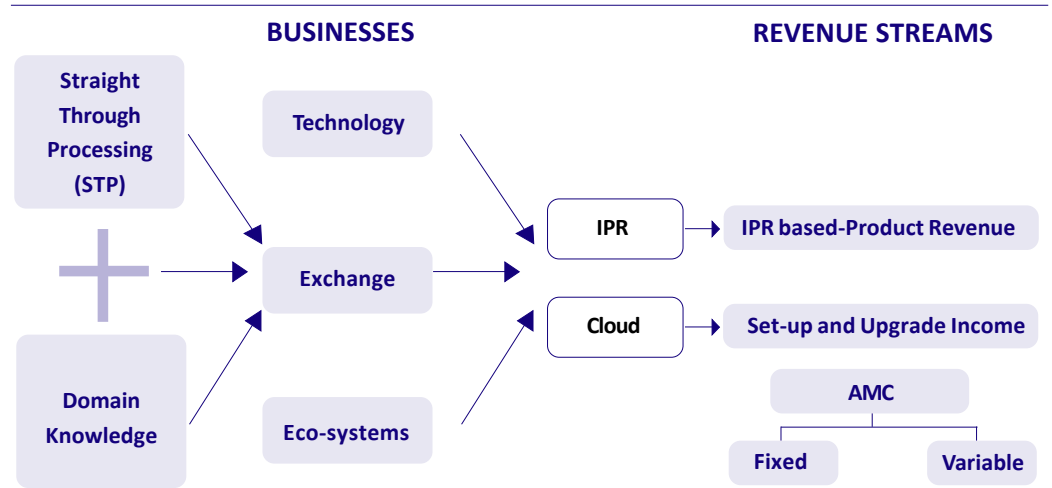 BUSINESSES
REVENUE STREAMS
Straight
Through
Processing
(STP)
Domain
Knowledge
Technology
Exchange
Eco-systems
IPR
Cloud
IPR based-Product Revenue
Set-up and Upgrade Income
AMC
Fixed
Variable